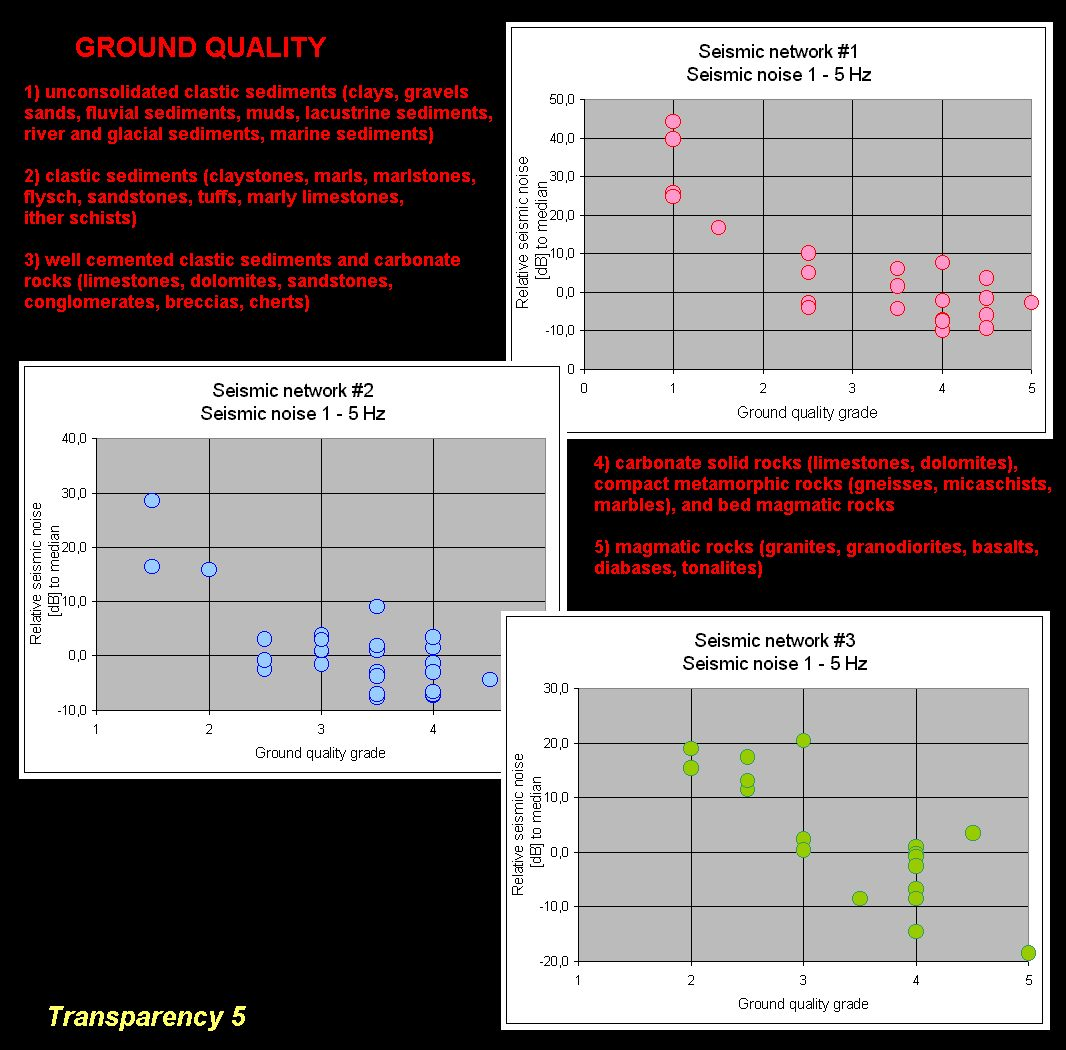 GROUND QUALITY
1) unconsolidated clastic sediments (clays, gravels
sands, fluvial sediments, muds, lacustrine sediments,
river and glacial sediments, marine sediments)
2) clastic sediments (claystones, marls, marlstones,
flysch, sandstones, tuffs, marly limestones,
ither schists)
3) well cemented clastic sediments and carbonate
rocks (limestones, dolomites, sandstones,
conglomerates, breccias, cherts)
Seismic network #1
Seismic noise 1 - 5 Hz
Relative seismic noise
[dB] to median
50,0
40,0
30,0
20,0
10,0
0,0
-10,0
0
0 1 2 3 4 5
Ground quality grade
Seismic network #2
Seismic noise 1 - 5 Hz
Relative seismic noise
[dB] to median
40,0
30,0
20,0
10,0
0,0
-10,0
1 2 3 4
Ground quality grade
4) carbonate solid rocks (limestones, dolomites),
compact metamorphic rocks (gneisses, micaschists,
marbles), and bed magmatic rocks
5) magmatic rocks (granites, granodiorites, basalts,
diabases, tonalites)
Seismic network #3
Seismic noise 1 - 5 Hz
Relative seismic noise
[dB] to median
30,0
20,0
10,0
0,0
-10,0
-20,0
1 2 3 4 5
Ground quality grade
Transparency 5